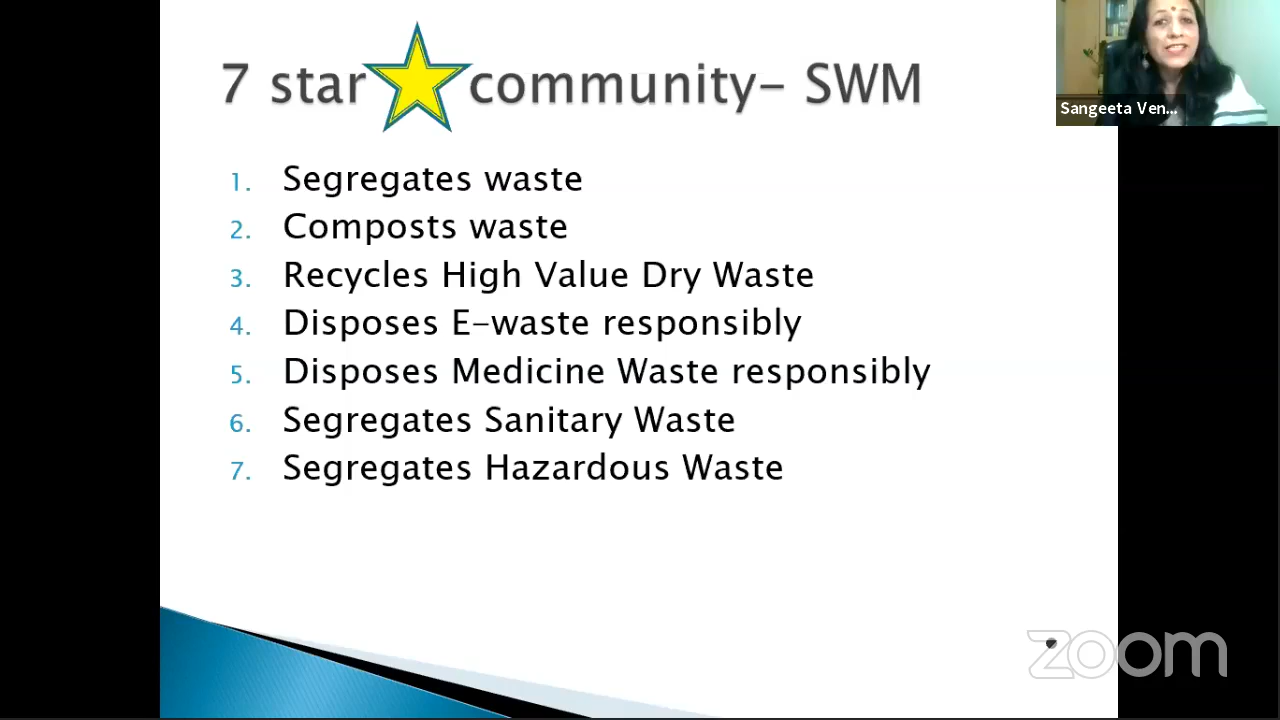 7 star community- SWM
Sangeeta Ven...
1. Segregates waste
2. Composts waste
3. Recycles High Value Dry Waste
4. Disposes E-waste responsibly
5. Disposes Medicine Waste responsibly
6. Segregates Sanitary Waste
7. Segregates Hazardous Waste
zoom